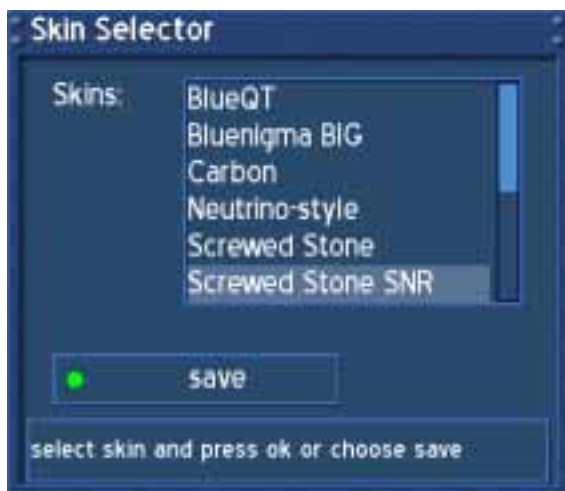 Skin Selector
Skins:
BlueQT
Bluenigma BIG
Carbon
Neutrino-style
Screwed Stone
Screwed Stone SNR
save
select skin and press ok or choose save